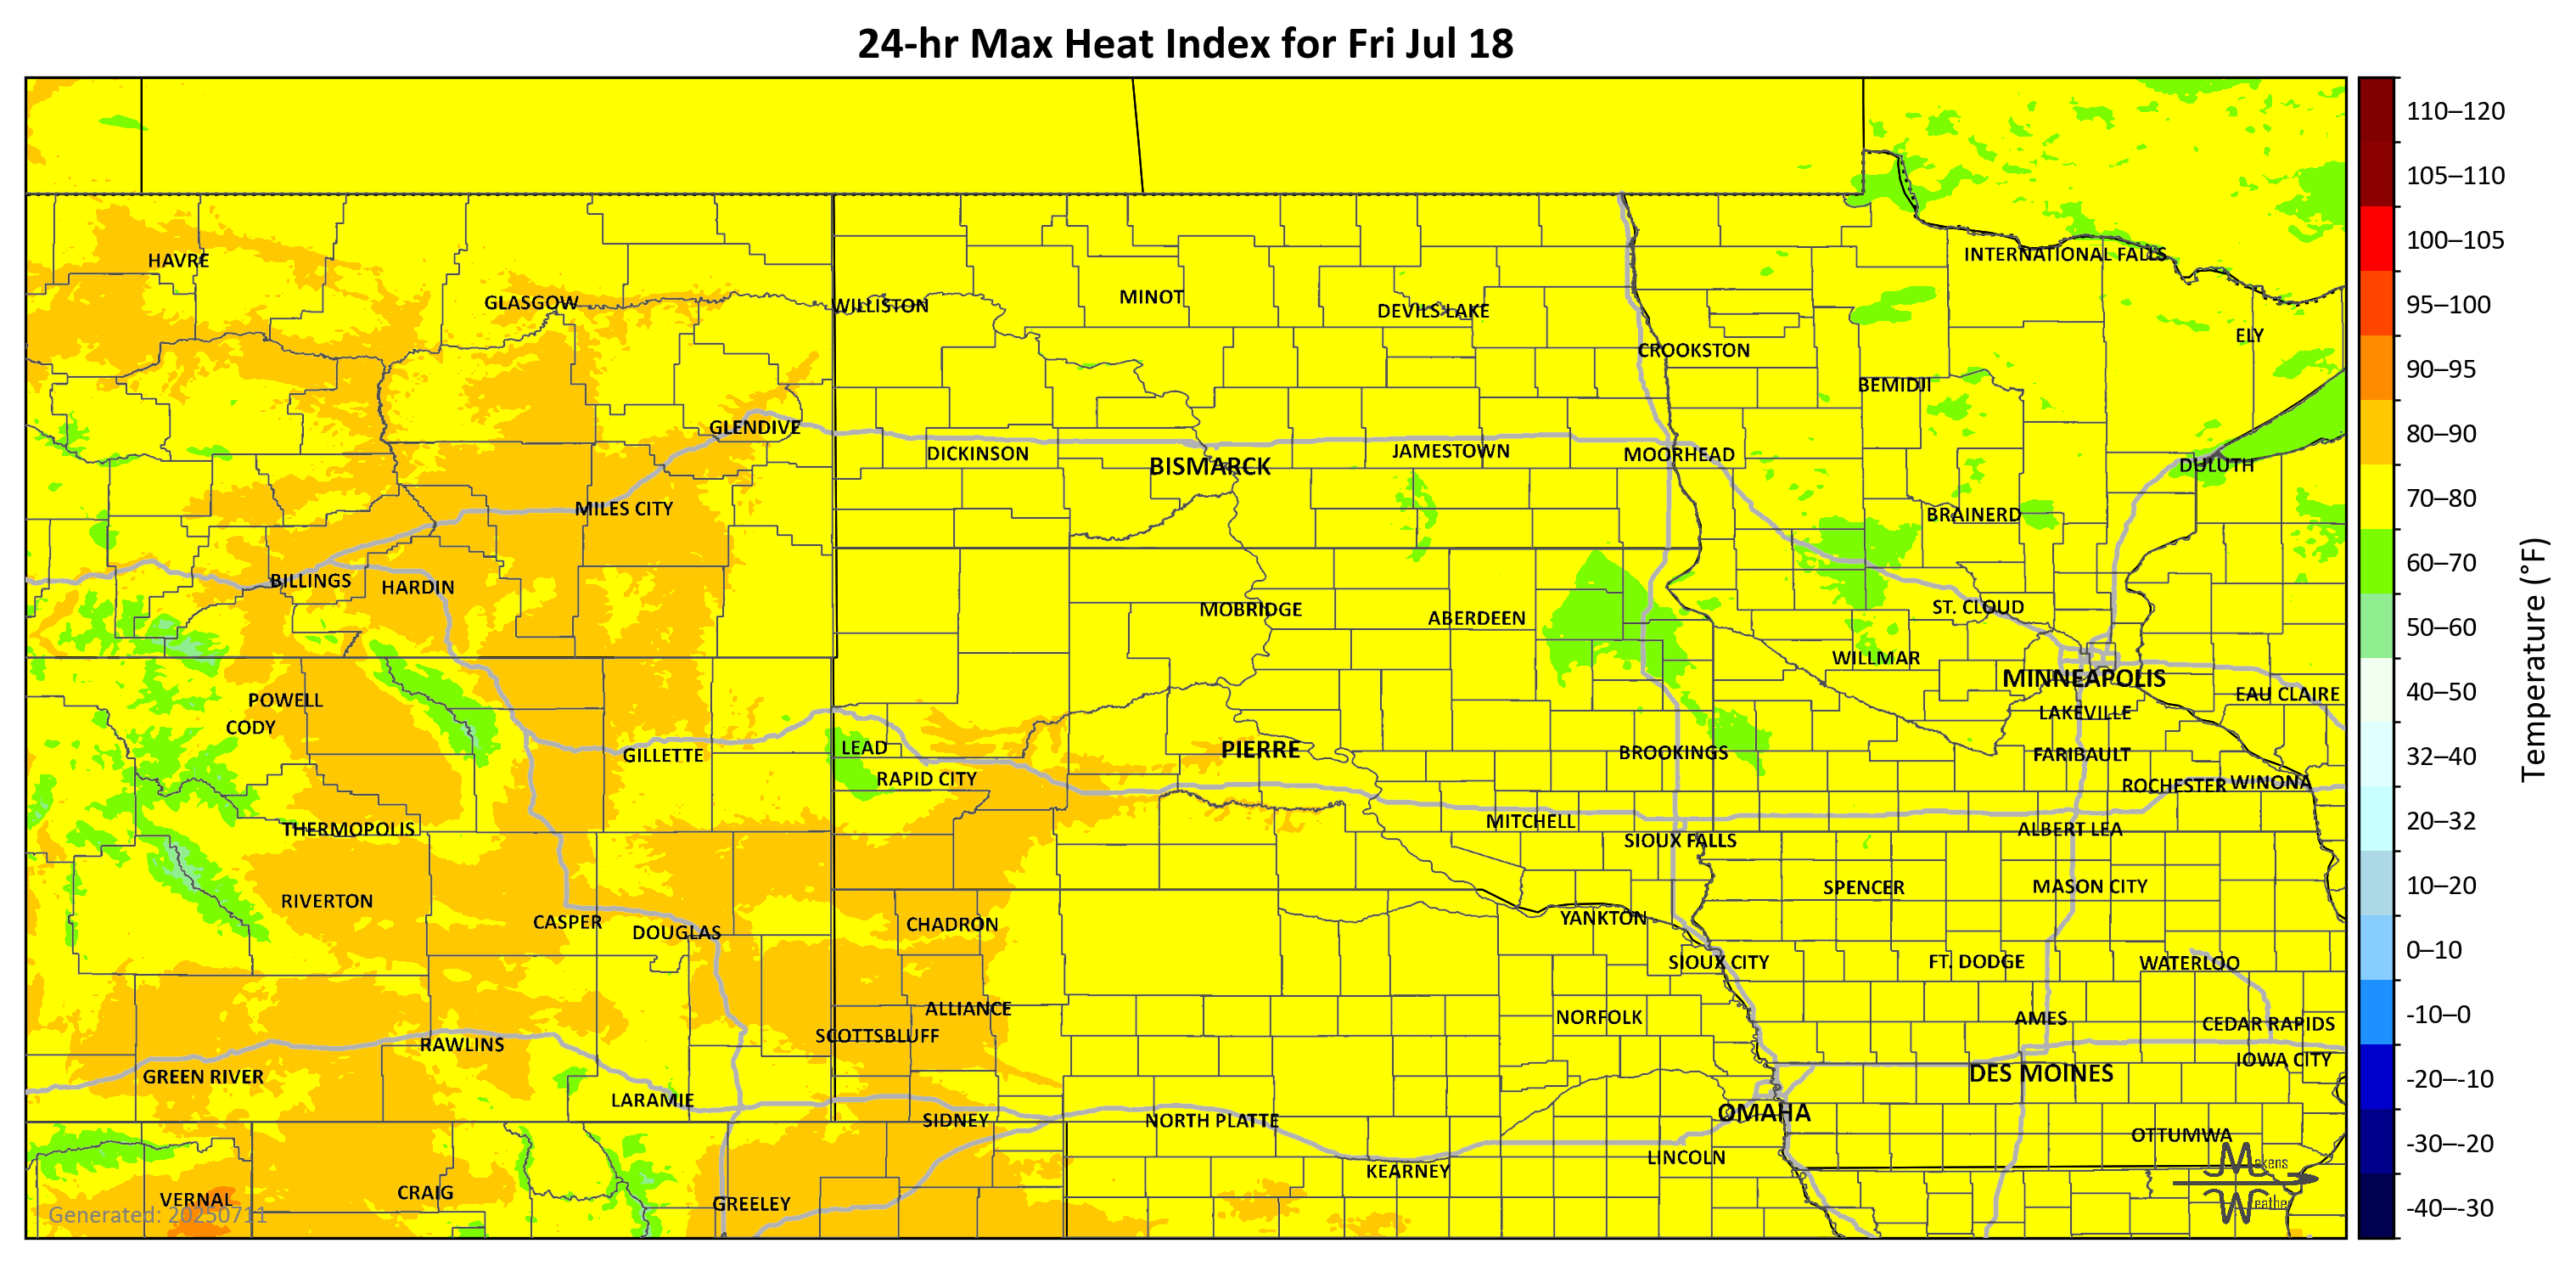 24-hr Max Heat Index for Fri Jul 18
110–120
105–110
100–105
95–100
90–95
80–90
70–80
60–70
50–60
40–50
32–40
20–32
10–20
0–10
-10–0
-20–-10
-30–-20
-40–-30
Temperature (°F)
HAVRE
GLASGOW
WILLISTON
MINOT
DEVILS LAKE
INTERNATIONAL FALLS
ELY
CROOKSTON
BEMIDJI
GLENDIVE
DICKINSON
BISMARCK
JAMESTOWN
MOORHEAD
DULUTH
MILES CITY
BRAINERD
BILLINGS
HARDIN
MOBRIDGE
ABERDEEN
ST. CLOUD
WILLMAR
MINNEAPOLIS
EAU CLAIRE
POWELL
CODY
LAKEVILLE
GILLETTE
LEAD
RAPID CITY
PIERRE
BROOKINGS
FARIBAULT
ROCHESTER
WINONA
THERMOPOLIS
MITCHELL
SIOUX FALLS
ALBERT LEA
RIVERTON
CASPER
DOUGLAS
CHADRON
YANKTON
SPENCER
MASON CITY
SIOUX CITY
FT. DODGE
WATERLOO
ALLIANCE
SCOTTSBLUFF
NORFOLK
AMES
CEDAR RAPIDS
RAWLINS
GREEN RIVER
IOWA CITY
DES MOINES
LARAMIE
SIDNEY
NORTH PLATTE
OMAHA
OTTUMWA
KEARNEY
LINCOLN
VERNAL
CRAIG
GREELEY
Generated: 20250711
Makens
Weather